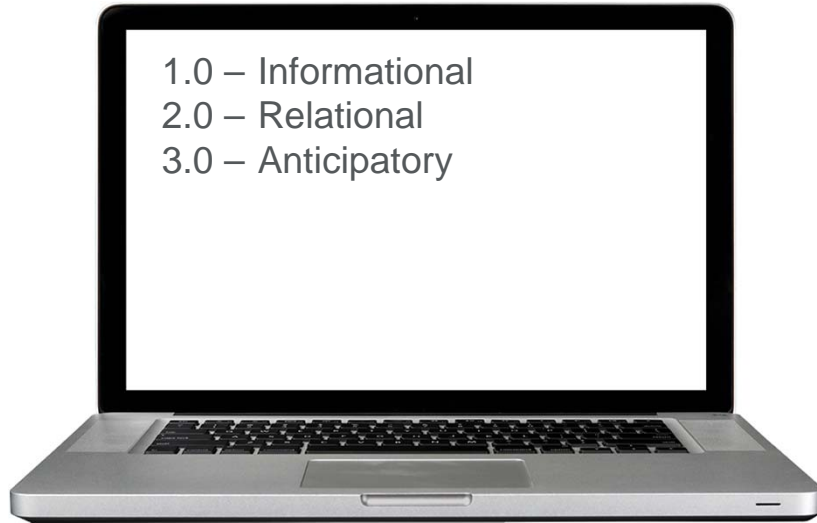 1.0 – Informational
2.0 – Relational
3.0 – Anticipatory